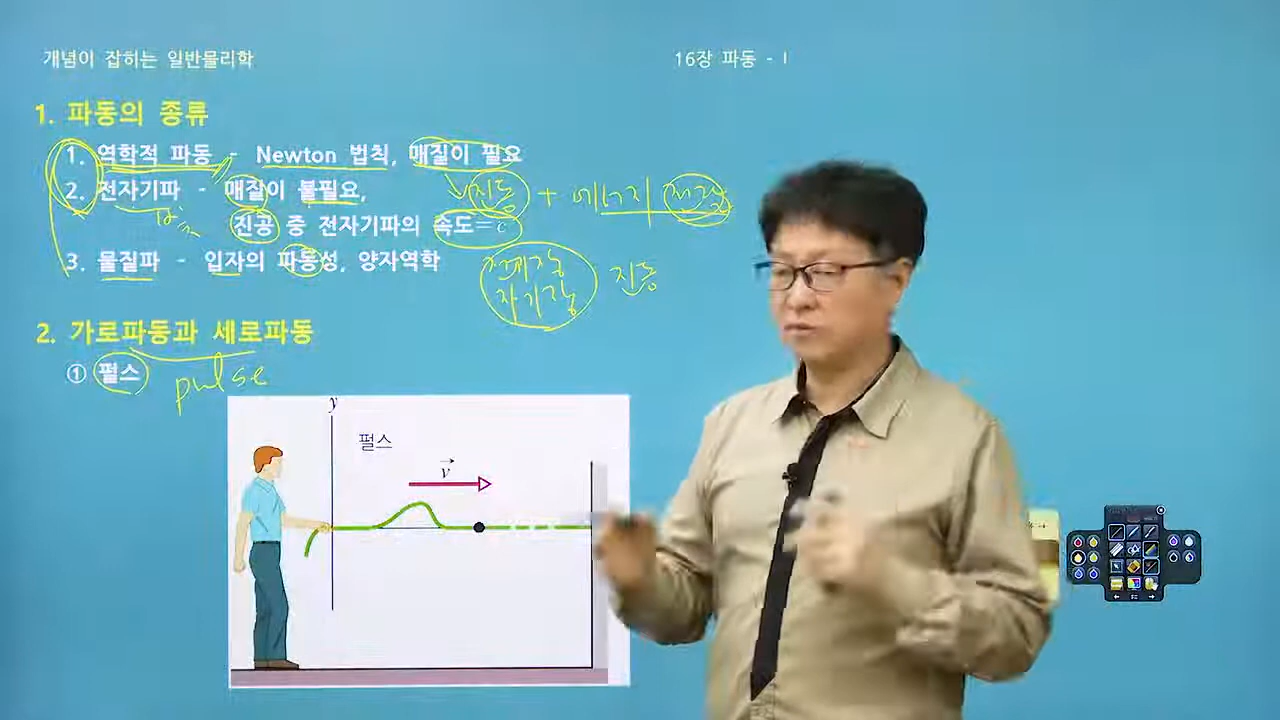 개념이 잡히는 일반물리학
16장 파동 - I
1. 파동의 종류
1. 역학적 파동 - Newton 법칙, 매질이 필요
2. 전자기파 - 매질이 불필요,
진동 + 에너지 전달
진공 중 전자기파의 속도=c
3. 물질파 - 입자의 파동성, 양자역학
전기장
자기장
진동
2. 가로파동과 세로파동
① 펄스
pulse
y
펄스
v